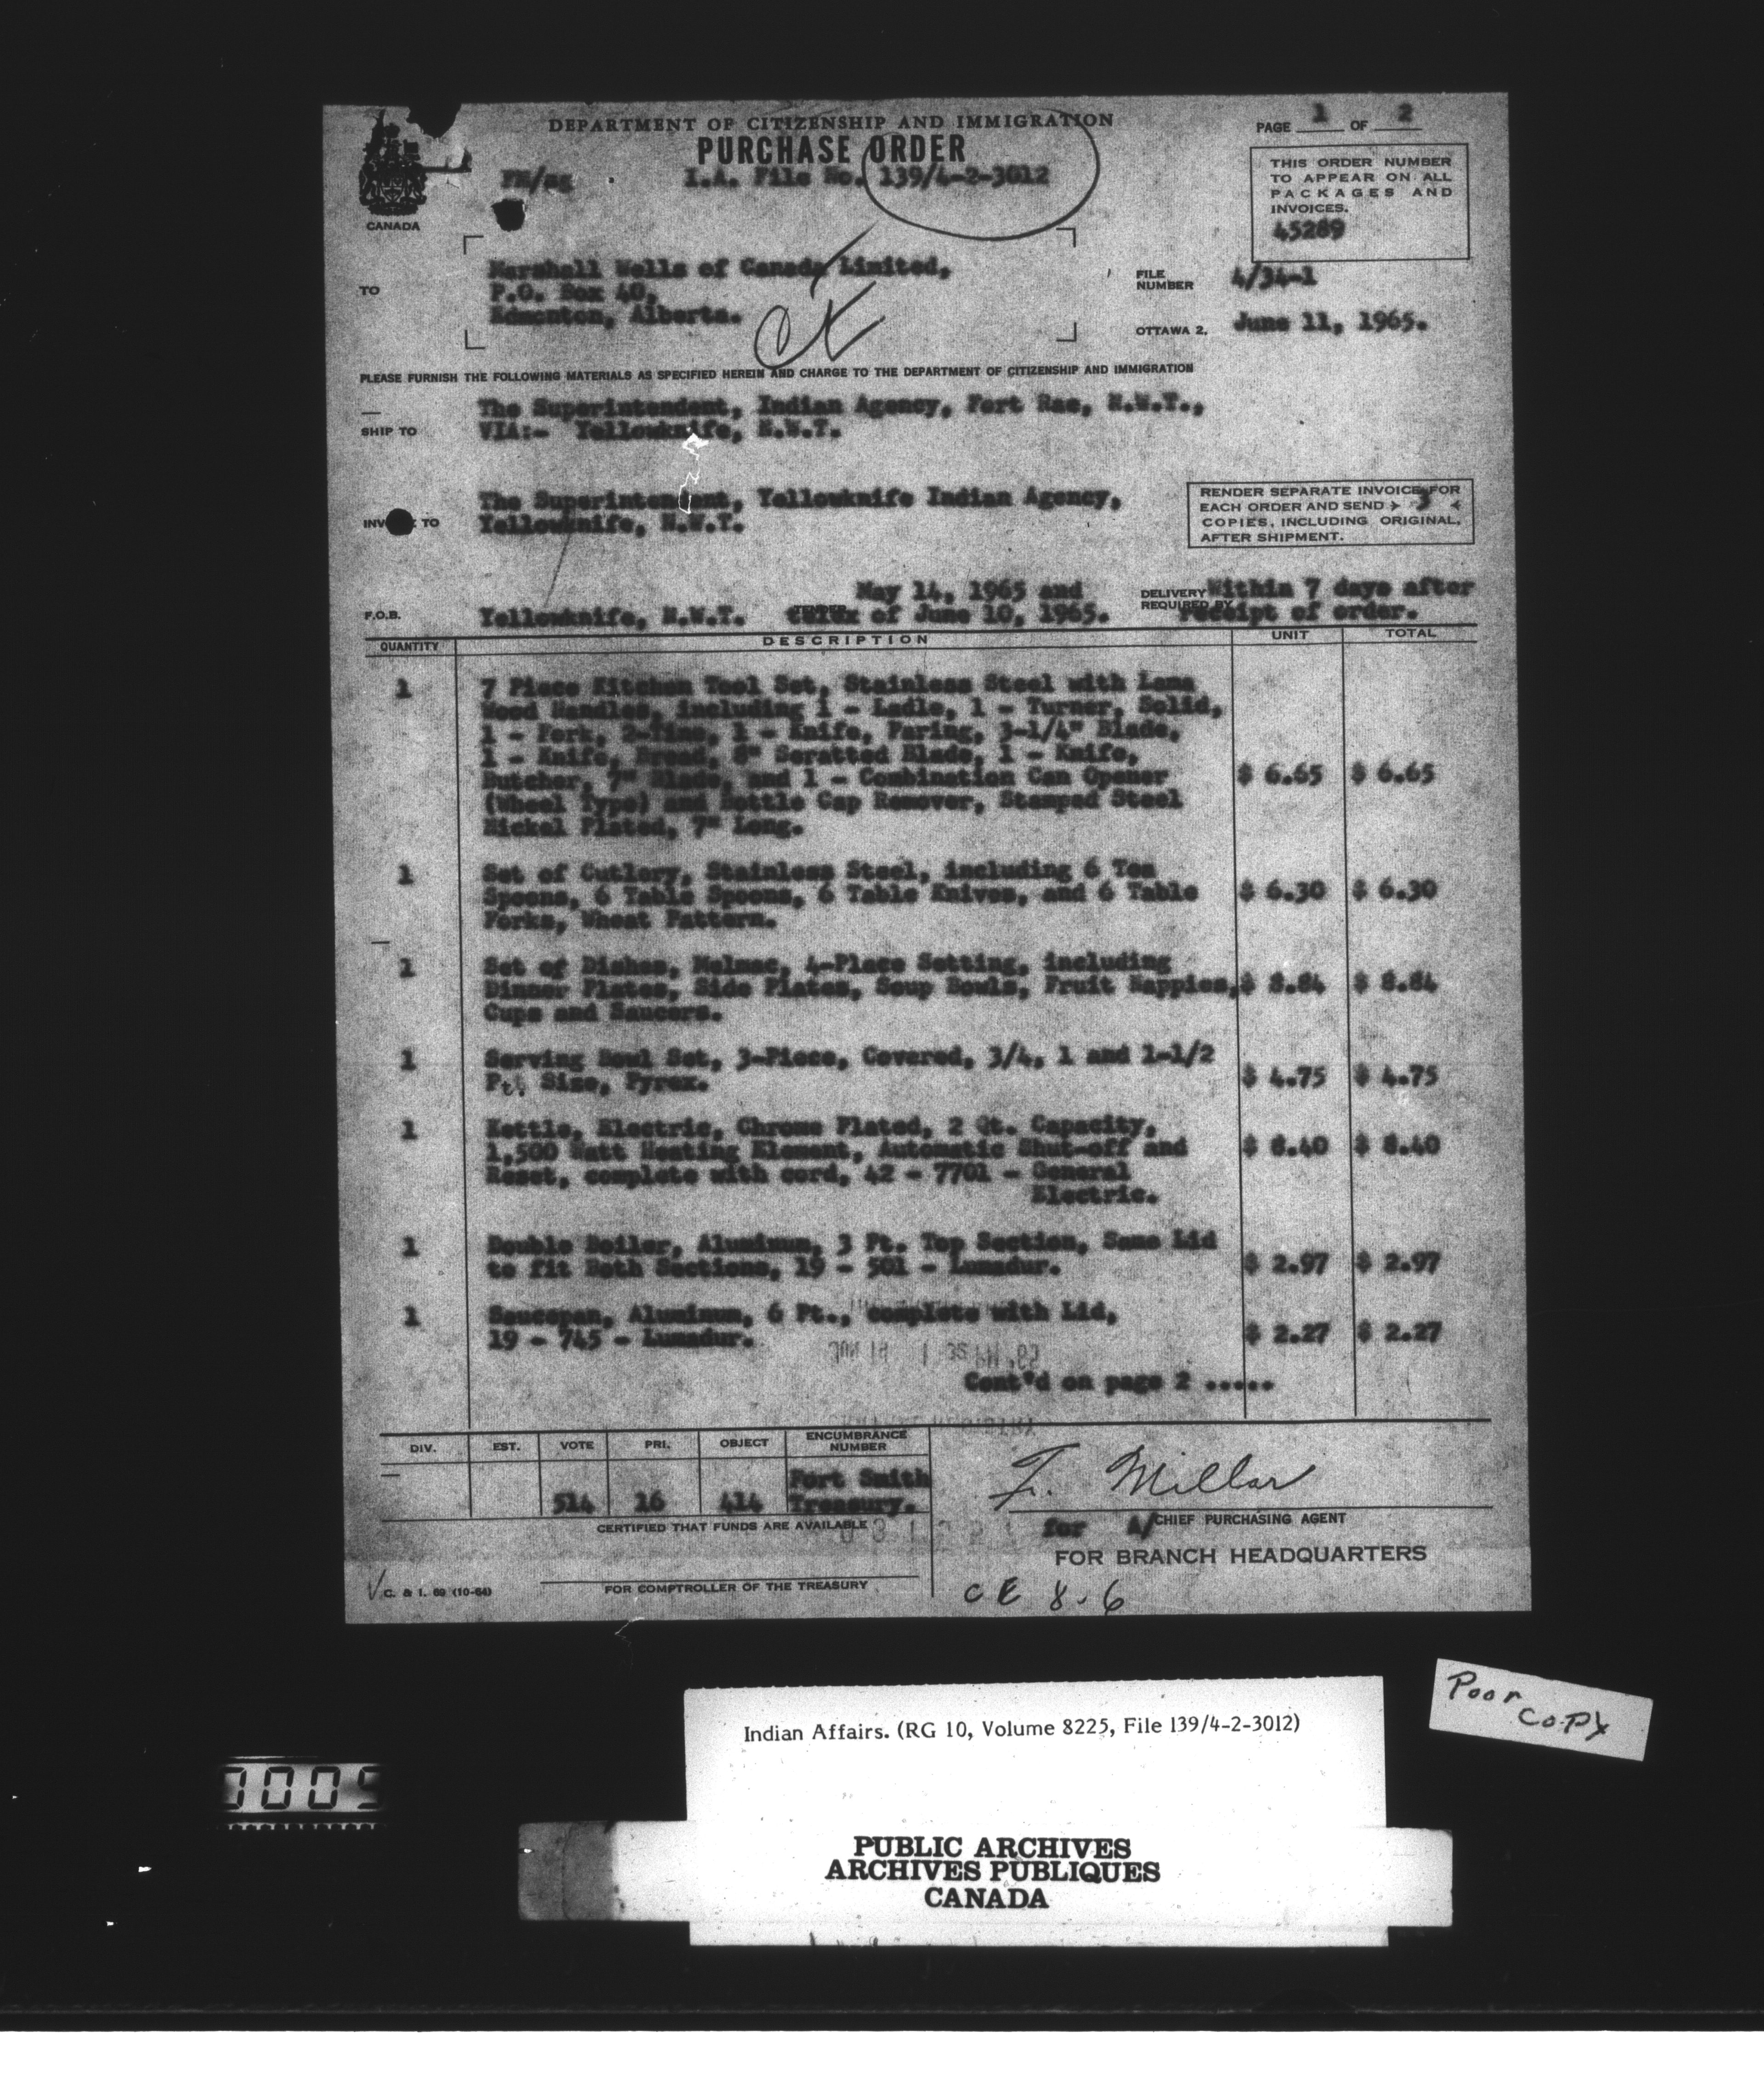 DEPARTMENT OF CITIZENSHIP AND IMMIGRATION
PAGE 1 OF 2
PURCHASE ORDER
FM/
I.A. File No. 139/4-2-3012
CANADA
THIS ORDER NUMBER
TO APPEAR ON ALL
PACKAGES AND
INVOICES.
45289
TO
Marshall Wells of Canada Limited,
P.O. Box 40,
Edmonton, Alberta.
FILE
NUMBER
4/34-1
OTTAWA 2, June 11, 1965.
PLEASE FURNISH THE FOLLOWING MATERIALS AS SPECIFIED HEREIN AND CHARGE TO THE DEPARTMENT OF CITIZENSHIP AND IMMIGRATION
SHIP TO
The Superintendent, Indian Agency, Fort Rae, N.W.T.,
VIA:- Yellowknife, N.W.T.
INVOICE TO
The Superintendent, Yellowknife Indian Agency,
Yellowknife, N.W.T.
RENDER SEPARATE INVOICE FOR
EACH ORDER AND SEND 3
COPIES, INCLUDING ORIGINAL,
AFTER SHIPMENT.
F.O.B. Yellowknife, N.W.T.
May 14, 1965 and
of June 10, 1965.
DELIVERY
REQUIRED BY
Within 7 days after
receipt of order.
QUANTITY DESCRIPTION UNIT TOTAL
1 7 Piece Kitchen Tool Set, Stainless Steel with Lama
Wood Handles, including 1 - Ladle, 1 - Turner, Solid,
1 - Fork, 2-Tine, 1 - Knife, Paring, 3-1/4" Blade,
1 - Knife, Bread, 8" Seratted Blade, 1 - Knife,
Butcher, 7" Blade, and 1 - Combination Can Opener $ 6.65 $ 6.65
(Wheel Type) and Bottle Cap Remover, Stamped Steel
Nickel Plated, 7" Long.
1 Set of Cutlery, Stainless Steel, including 6 Tea
Spoons, 6 Table Spoons, 6 Table Knives, and 6 Table $ 6.30 $ 6.30
Forks, Wheat Pattern.
1 Set of Dishes, Melmac, 4-Place Setting, including
Dinner Plates, Side Plates, Soup Bowls, Fruit Nappies, $ 8.84 $ 8.84
Cups and Saucers.
1 Serving Bowl Set, 3-Piece, Covered, 3/4, 1 and 1-1/2
Pt. Size, Pyrex. $ 4.75 $ 4.75
1 Kettle, Electric, Chrome Plated, 2 Qt. Capacity,
1,500 Watt Heating Element, Automatic Shut-off and $ 8.40 $ 8.40
Reset, complete with cord, 42 - 7701 - General
Electric.
1 Double Boiler, Aluminum, 3 Pt. Top Section, Same Lid
to fit Both Sections, 19 - 501 - Lumadur. $ 2.97 $ 2.97
1 Saucepan, Aluminum, 6 Pt., complete with Lid,
19 - 745 - Lumadur. $ 2.27 $ 2.27
Cont'd on page 2 .....
DIV. EST. VOTE PRI. OBJECT ENCUMBRANCE
NUMBER
514 16 414 Fort Smith
Treasury.
CERTIFIED THAT FUNDS ARE AVAILABLE
F. Millar
for A/CHIEF PURCHASING AGENT
FOR BRANCH HEADQUARTERS
C. & I. 69 (10-64)
FOR COMPTROLLER OF THE TREASURY
CE 8.6
Poor
copy
Indian Affairs. (RG 10, Volume 8225, File 139/4-2-3012)
PUBLIC ARCHIVES
ARCHIVES PUBLIQUES
CANADA